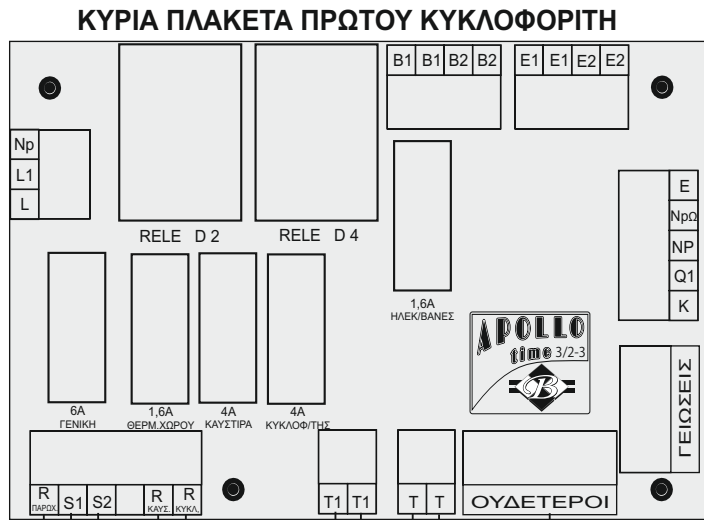 ΚΥΡΙΑ ΠΛΑΚΕΤΑ ΠΡΩΤΟΥ ΚΥΚΛΟΦΟΡΙΤΗ
B1 B1 B2 B2
E1 E1 E2 E2
Np
L1
L
RELE D 2
RELE D 4
E
NpΩ
NP
Q1
K
1,6A
ΗΛΕΚ/ΒΑΝΕΣ
APOLLO
time 3/2-3
B
ΓΕΙΩΣΕΙΣ
6A
ΓΕΝΙΚΗ
1,6A
ΘΕΡΜ.ΧΩΡΟΥ
4A
ΚΑΥΣΤΙΡΑ
4A
ΚΥΚΛΟΦ/ΤΗΣ
R
ΠΑΡΟΧ.
S1
S2
R
ΚΑΥΣ.
R
ΚΥΚΛ.
T1 T1
T T
ΟΥΔΕΤΕΡΟΙ